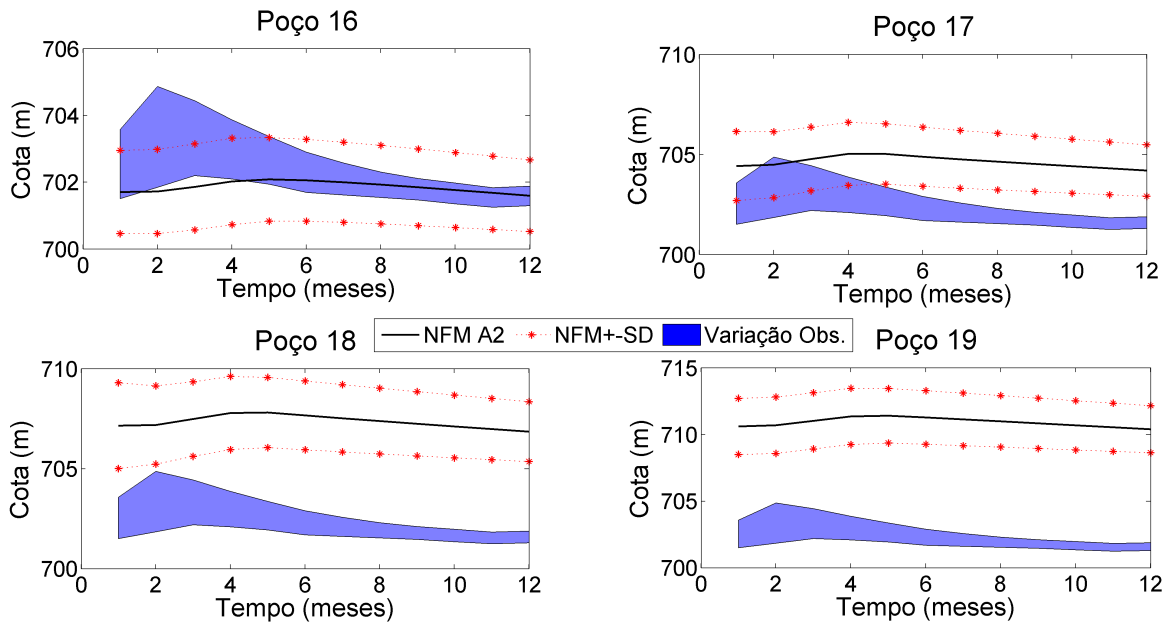 Poço 16
706
704
702
700
Cota (m)
0 2 4 6 8 10 12
Tempo (meses)
Poço 17
710
705
700
Cota (m)
0 2 4 6 8 10 12
Tempo (meses)
NFM A2 NFM+-SD Variação Obs.
Poço 18
710
705
700
Cota (m)
0 2 4 6 8 10 12
Tempo (meses)
Poço 19
715
710
705
700
Cota (m)
0 2 4 6 8 10 12
Tempo (meses)